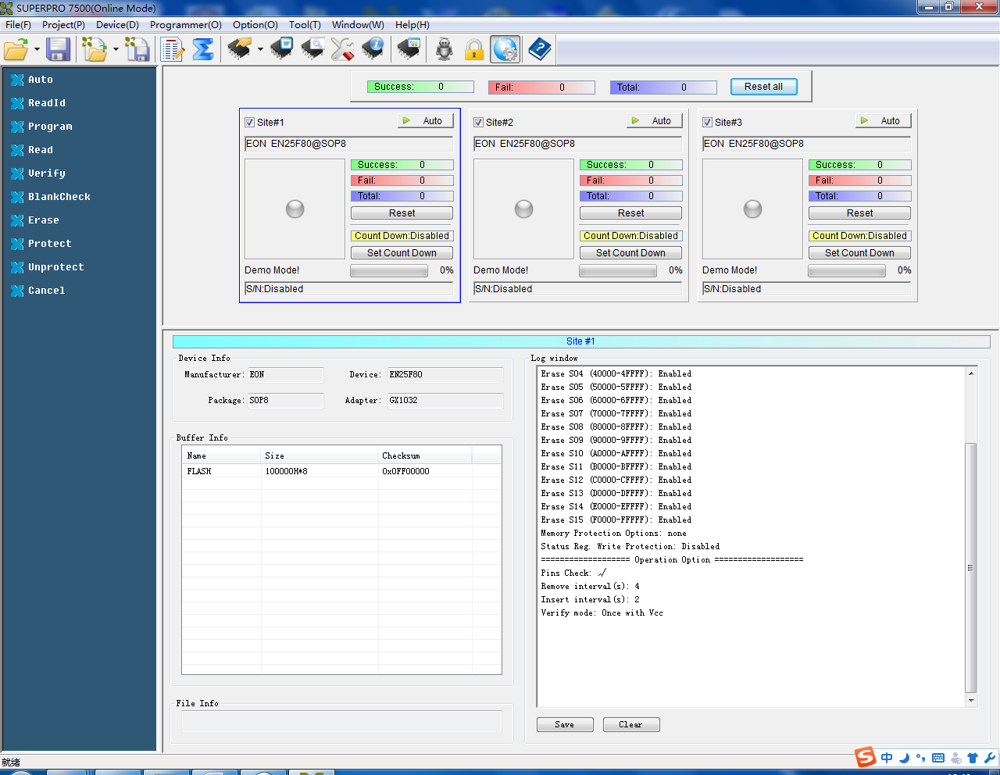 SUPERPRO 7500(Online Mode)
File(F) Project(P) Device(D) Programmer(O) Option(O) Tool(T) Window(W) Help(H)
Auto
ReadId
Program
Read
Verify
BlankCheck
Erase
Protect
Unprotect
Cancel
Success: 0 Fail: 0 Total: 0 Reset all
Site#1 Auto
EON EN25F80@SOP8
Success: 0
Fail: 0
Total: 0
Reset
Count Down:Disabled
Set Count Down
Demo Mode! 0%
S/N:Disabled
Site#2 Auto
EON EN25F80@SOP8
Success: 0
Fail: 0
Total: 0
Reset
Count Down:Disabled
Set Count Down
Demo Mode! 0%
S/N:Disabled
Site#3 Auto
EON EN25F80@SOP8
Success: 0
Fail: 0
Total: 0
Reset
Count Down:Disabled
Set Count Down
Demo Mode! 0%
S/N:Disabled
Site #1
Device Info
Manufacturer: EON Device: EN25F80
Package: SOP8 Adapter: GX1032
Buffer Info
Name Size Checksum
FLASH 100000H*8 0x0FF00000
File Info
Log window
Erase S04 (40000-4FFFF): Enabled
Erase S05 (50000-5FFFF): Enabled
Erase S06 (60000-6FFFF): Enabled
Erase S07 (70000-7FFFF): Enabled
Erase S08 (80000-8FFFF): Enabled
Erase S09 (90000-9FFFF): Enabled
Erase S10 (A0000-AFFFF): Enabled
Erase S11 (B0000-BFFFF): Enabled
Erase S12 (C0000-CFFFF): Enabled
Erase S13 (D0000-DFFFF): Enabled
Erase S14 (E0000-EFFFF): Enabled
Erase S15 (F0000-FFFFF): Enabled
Memory Protection Options: none
Status Reg. Write Protection: Disabled
=================== Operation Option ===================
Pins Check: √
Remove interval(s): 4
Insert interval(s): 2
Verify mode: Once with Vcc
Save Clear
就绪
S 中